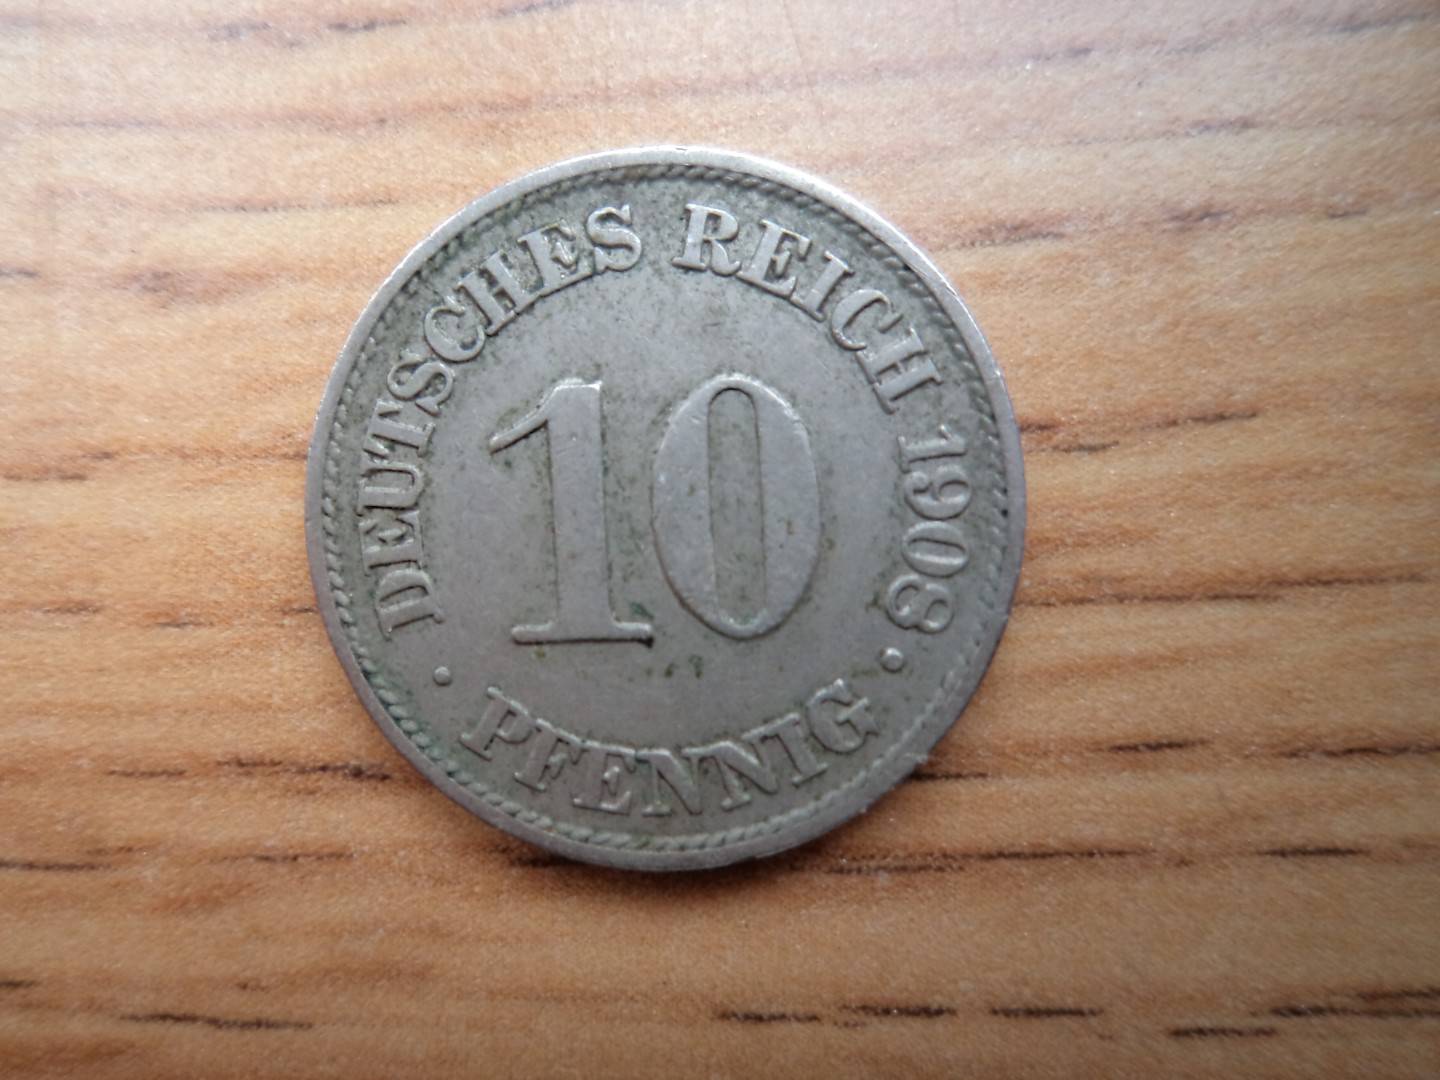 DEUTSCHES REICH 1908
10
• PFENNIG •